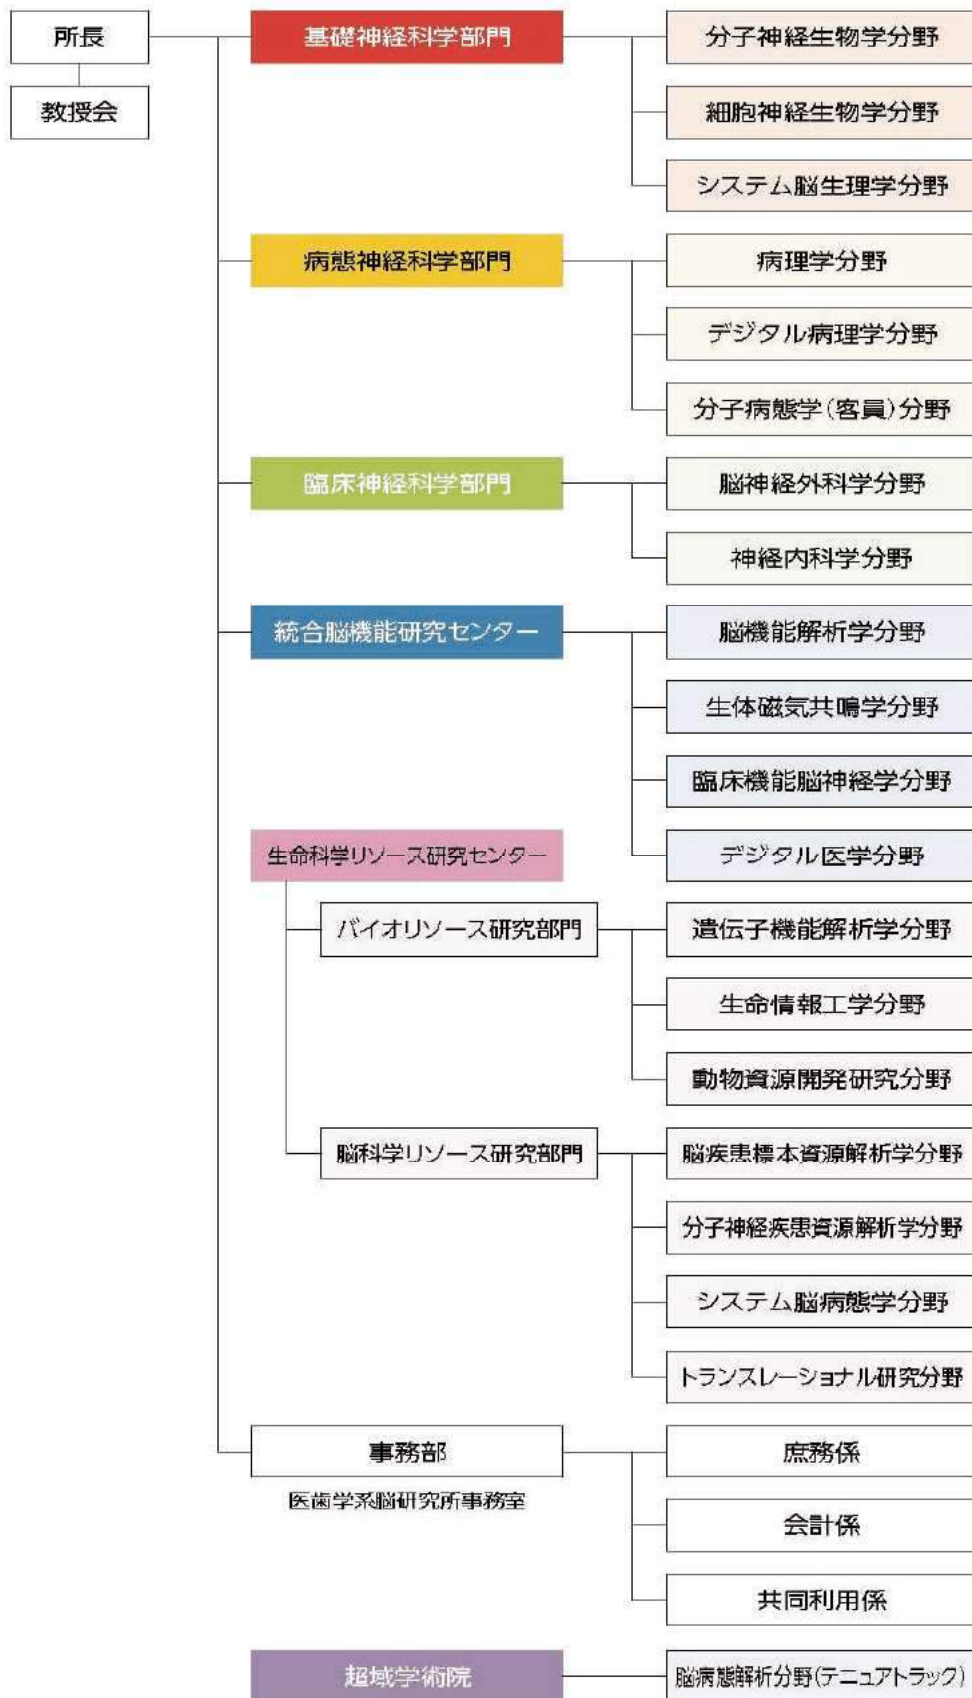 所長
教授会
基礎神経科学部門
分子神経生物学分野
細胞神経生物学分野
システム脳生理学分野
病態神経科学部門
病理学分野
デジタル病理学分野
分子病態学(客員)分野
臨床神経科学部門
脳神経外科学分野
神経内科学分野
統合脳機能研究センター
脳機能解析学分野
生体磁気共鳴学分野
臨床機能脳神経学分野
デジタル医学分野
生命科学リソース研究センター
バイオリソース研究部門
遺伝子機能解析学分野
生命情報工学分野
動物資源開発研究分野
脳科学リソース研究部門
脳疾患標本資源解析学分野
分子神経疾患資源解析学分野
システム脳病態学分野
トランスレーショナル研究分野
事務部
医歯学系脳研究所事務室
庶務係
会計係
共同利用係
超域学術院
脳病態解析分野(テニュアトラック)